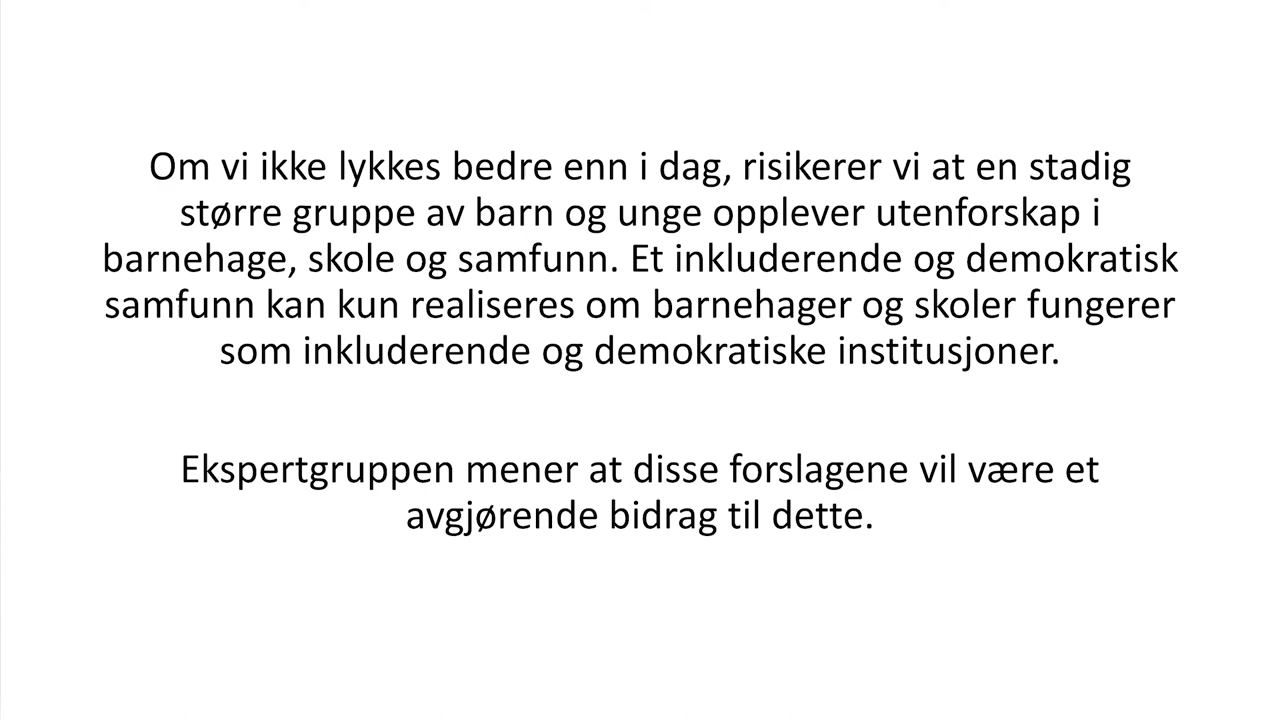 Om vi ikke lykkes bedre enn i dag, risikerer vi at en stadig
større gruppe av barn og unge opplever utenforskap i
barnehage, skole og samfunn. Et inkluderende og demokratisk
samfunn kan kun realiseres om barnehager og skoler fungerer
som inkluderende og demokratiske institusjoner.
Ekspertgruppen mener at disse forslagene vil være et
avgjørende bidrag til dette.